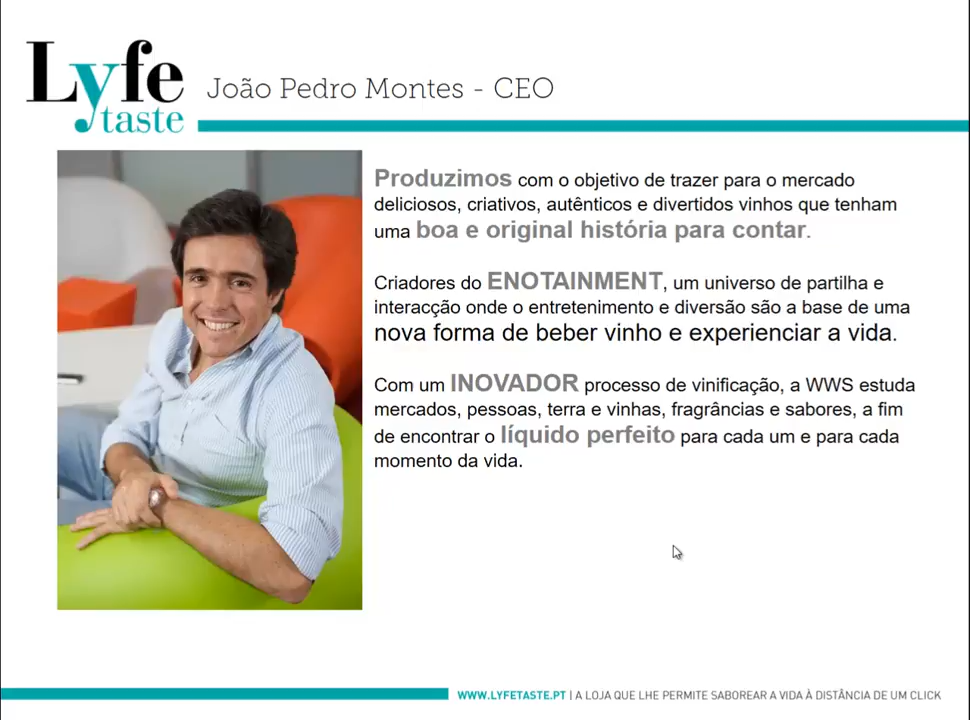 Lyfe
taste
João Pedro Montes - CEO
Produzimos com o objetivo de trazer para o mercado
deliciosos, criativos, autênticos e divertidos vinhos que tenham
uma boa e original história para contar.
Criadores do ENOTAINMENT, um universo de partilha e
interacção onde o entretenimento e diversão são a base de uma
nova forma de beber vinho e experienciar a vida.
Com um INOVADOR processo de vinificação, a WWS estuda
mercados, pessoas, terra e vinhas, fragrâncias e sabores, a fim
de encontrar o líquido perfeito para cada um e para cada
momento da vida.
WWW.LYFETASTE.PT | A LOJA QUE LHE PERMITE SABOREAR A VIDA À DISTÂNCIA DE UM CLICK